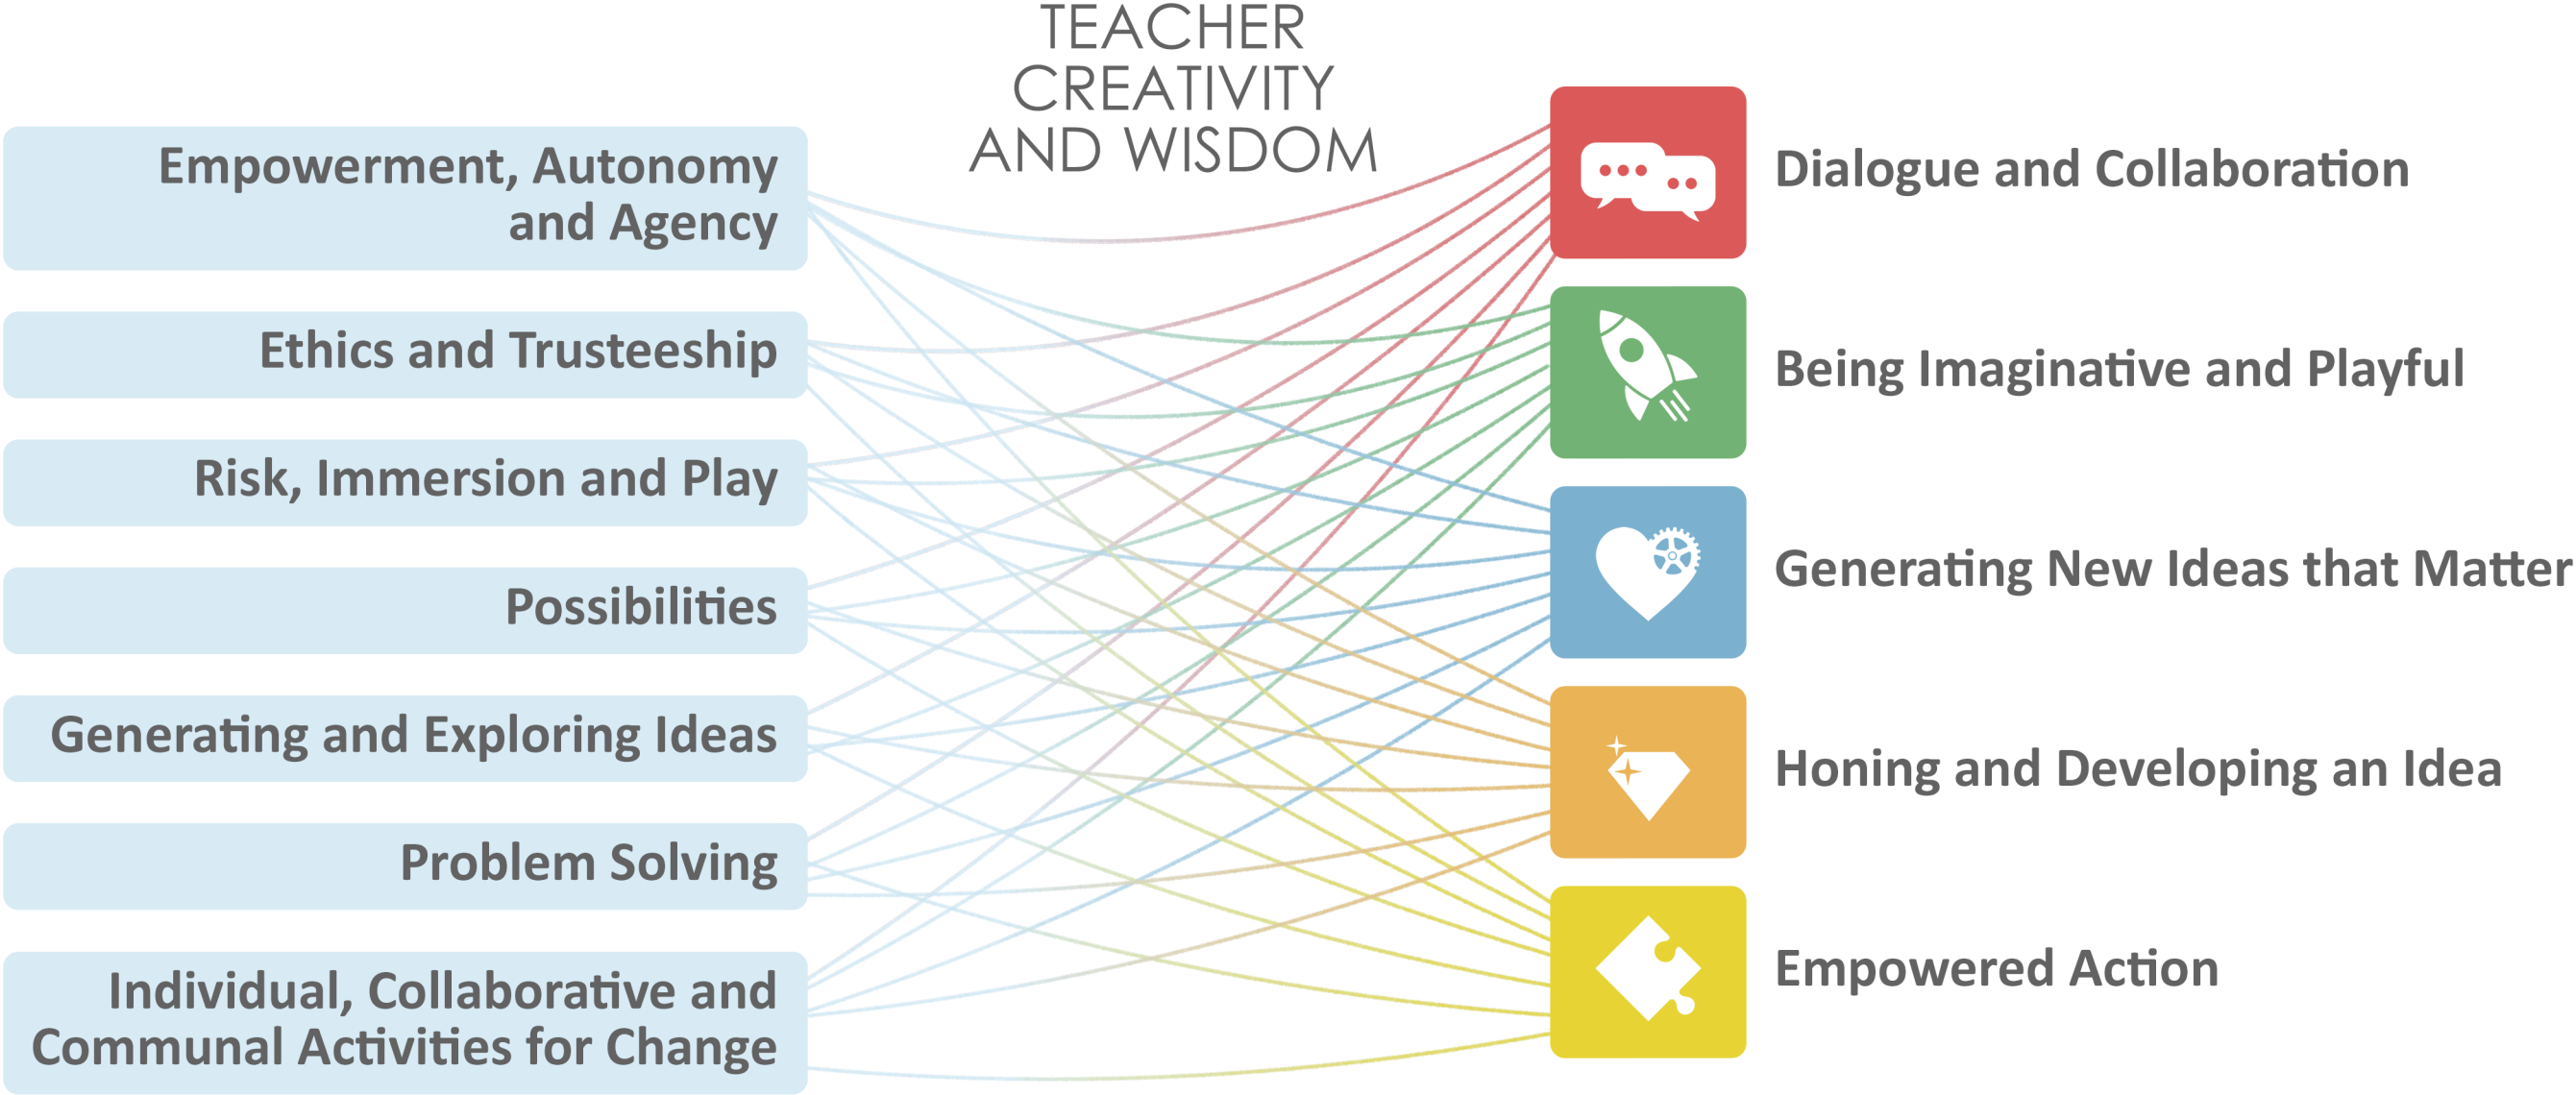 TEACHER
CREATIVITY
AND WISDOM
Empowerment, Autonomy
and Agency
Ethics and Trusteeship
Risk, Immersion and Play
Possibilities
Generating and Exploring Ideas
Problem Solving
Individual, Collaborative and
Communal Activities for Change
Dialogue and Collaboration
Being Imaginative and Playful
Generating New Ideas that Matter
Honing and Developing an Idea
Empowered Action